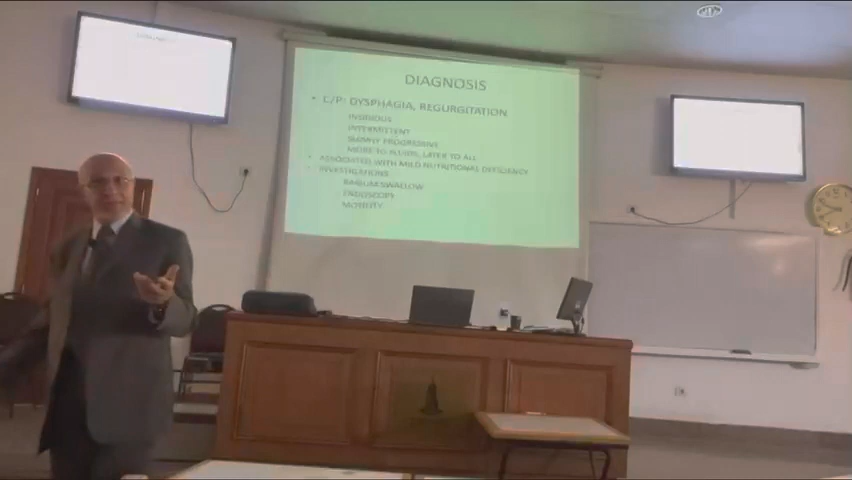 DIAGNOSIS
• C/P: DYSPHAGIA, REGURGITATION
INSIDIOUS
INTERMITTENT
SLOWLY PROGRESSIVE
MORE TO FLUIDS, LATER TO ALL
• ASSOCIATED WITH MILD NUTRITIONAL DEFICIENCY
• INVESTIGATIONS
BARIUM SWALLOW
ENDOSCOPY
MOTILITY